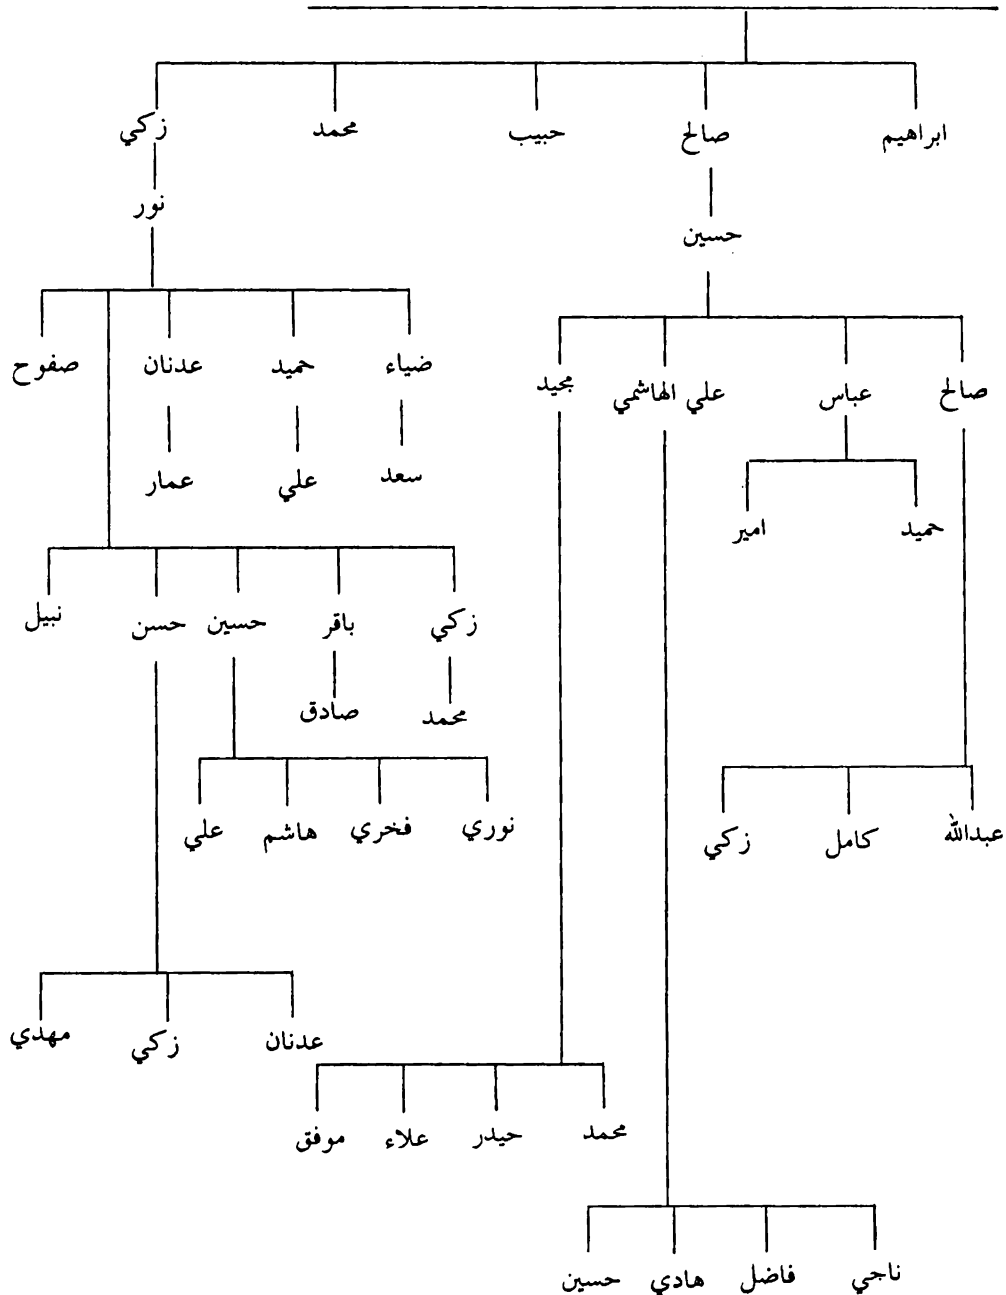 ابراهيم صالح حبيب محمد زكي
نور
حسين
ضياء حميد عدنان صفوح
صالح عباس علي الهاشمي مجيد
سعد علي عمار
حميد امير
زكي باقر حسين حسن نبيل
محمد صادق
نوري فخري هاشم علي
عبدالله كامل زكي
عدنان زكي مهدي
محمد حيدر علاء موفق
ناجي فاضل هادي حسين